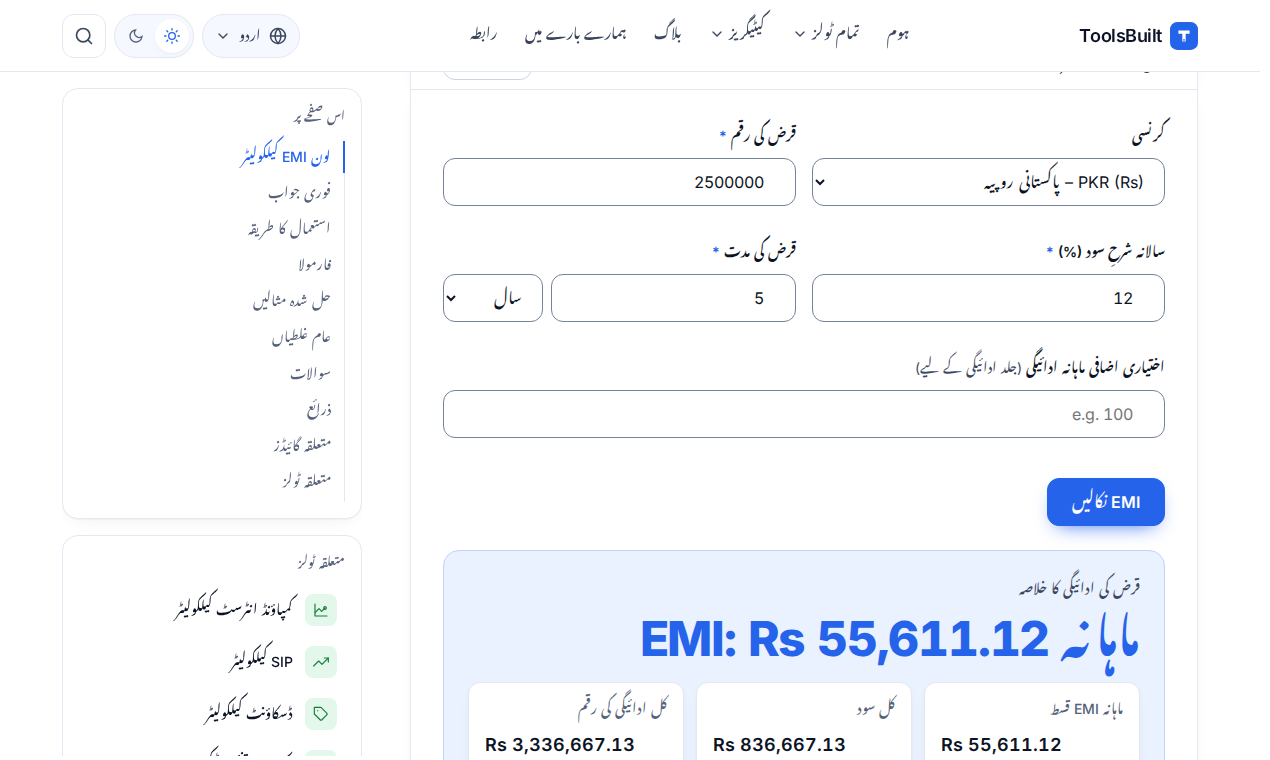 ToolsBuilt
ہوم
تمام ٹولز
کیٹیگریز
بلاگ
ہمارے بارے میں
رابطہ
اردو
کرنسی
قرض کی رقم *
PKR (Rs) – پاکستانی روپیہ
2500000
سالانہ شرحِ سود (%) *
قرض کی مدت *
12
5
سال
اختیاری اضافی ماہانہ ادائیگی (جلد ادائیگی کے لیے)
e.g. 100
EMI نکالیں
قرض کی ادائیگی کا خلاصہ
ماہانہ EMI: Rs 55,611.12
ماہانہ EMI قسط
Rs 55,611.12
کل سود
Rs 836,667.13
کل ادائیگی کی رقم
Rs 3,336,667.13
اس صفحے پر
لون EMI کیلکولیٹر
فوری جواب
استعمال کا طریقہ
فارمولا
حل شدہ مثالیں
عام غلطیاں
سوالات
ذرائع
متعلقہ گائیڈز
متعلقہ ٹولز
متعلقہ ٹولز
کمپاؤنڈ انٹرسٹ کیلکولیٹر
SIP کیلکولیٹر
ڈسکاؤنٹ کیلکولیٹر